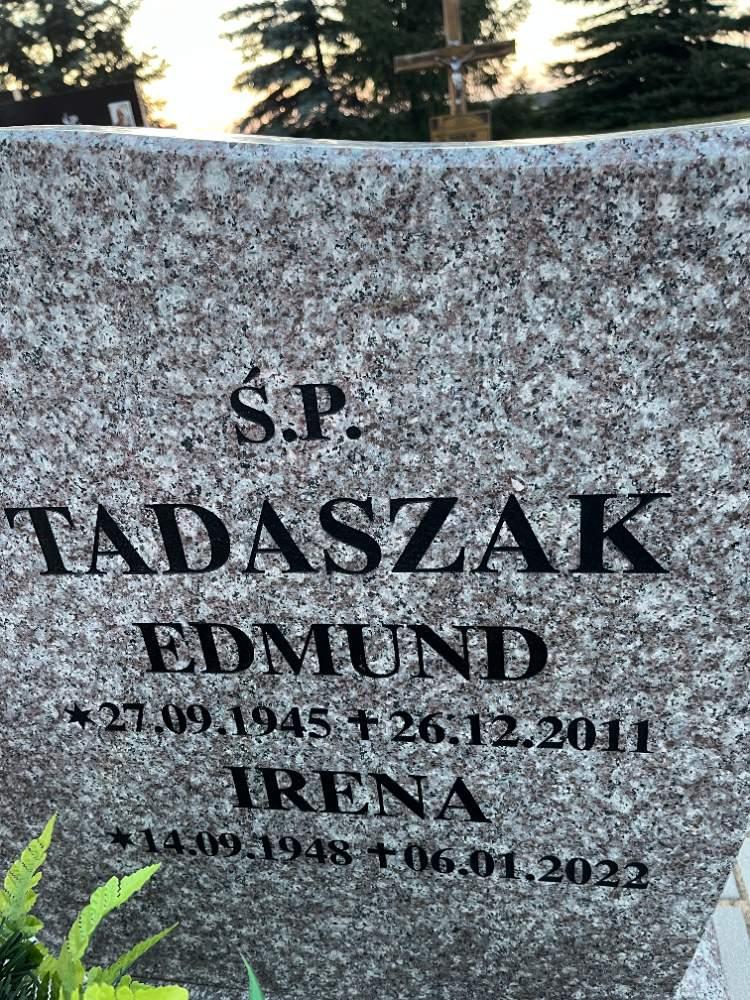 Ś.P.
TADASZAK
EDMUND
★27.09.1945 ✝26.12.2011
IRENA
★14.09.1948 ✝06.01.2022